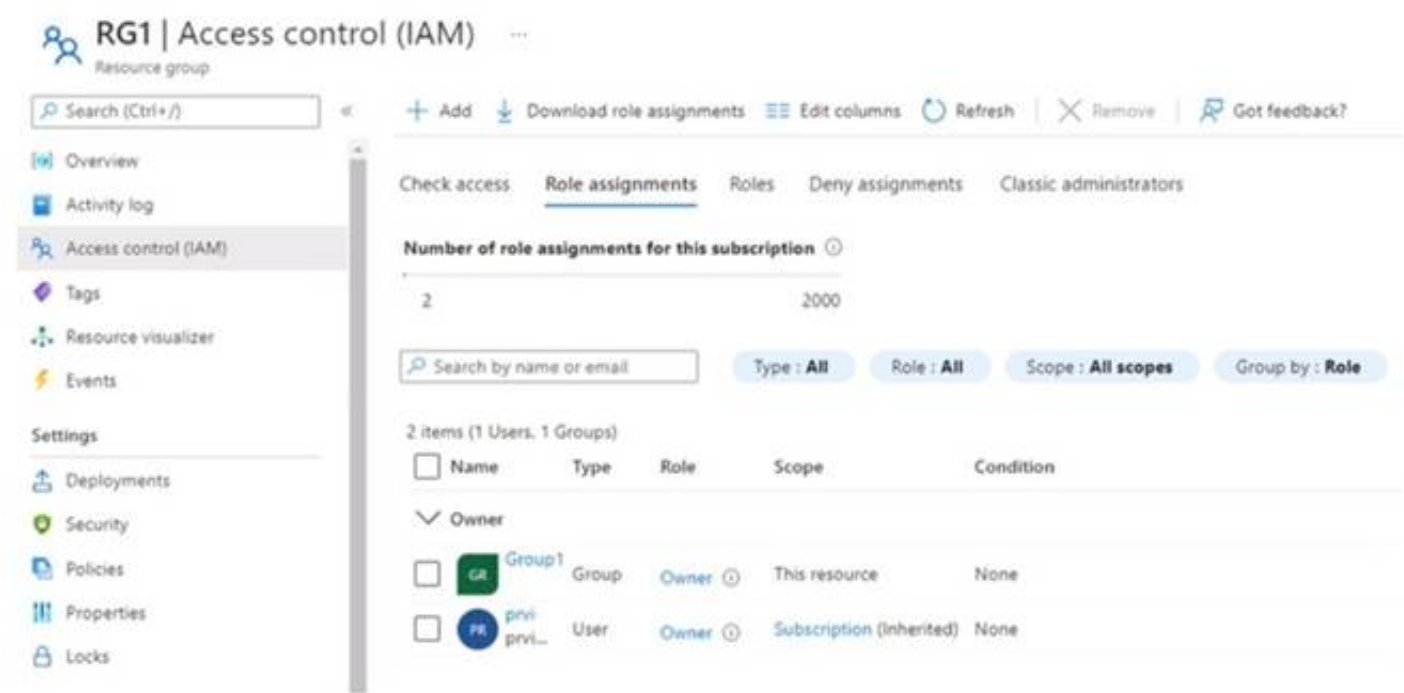 RG1 | Access control (IAM) ...
Resource group
Search (Ctrl+/)
«
Add
Download role assignments
Edit columns
Refresh
Remove
Got feedback?
Overview
Activity log
Access control (IAM)
Tags
Resource visualizer
Events
Settings
Deployments
Security
Policies
Properties
Locks
Check access Role assignments Roles Deny assignments Classic administrators
Number of role assignments for this subscription
2 2000
Search by name or email
Type : All
Role : All
Scope : All scopes
Group by : Role
2 items (1 Users, 1 Groups)
Name Type Role Scope Condition
Owner
GR Group1 Group Owner This resource None
PR prvi User Owner Subscription (Inherited) None
prvi...